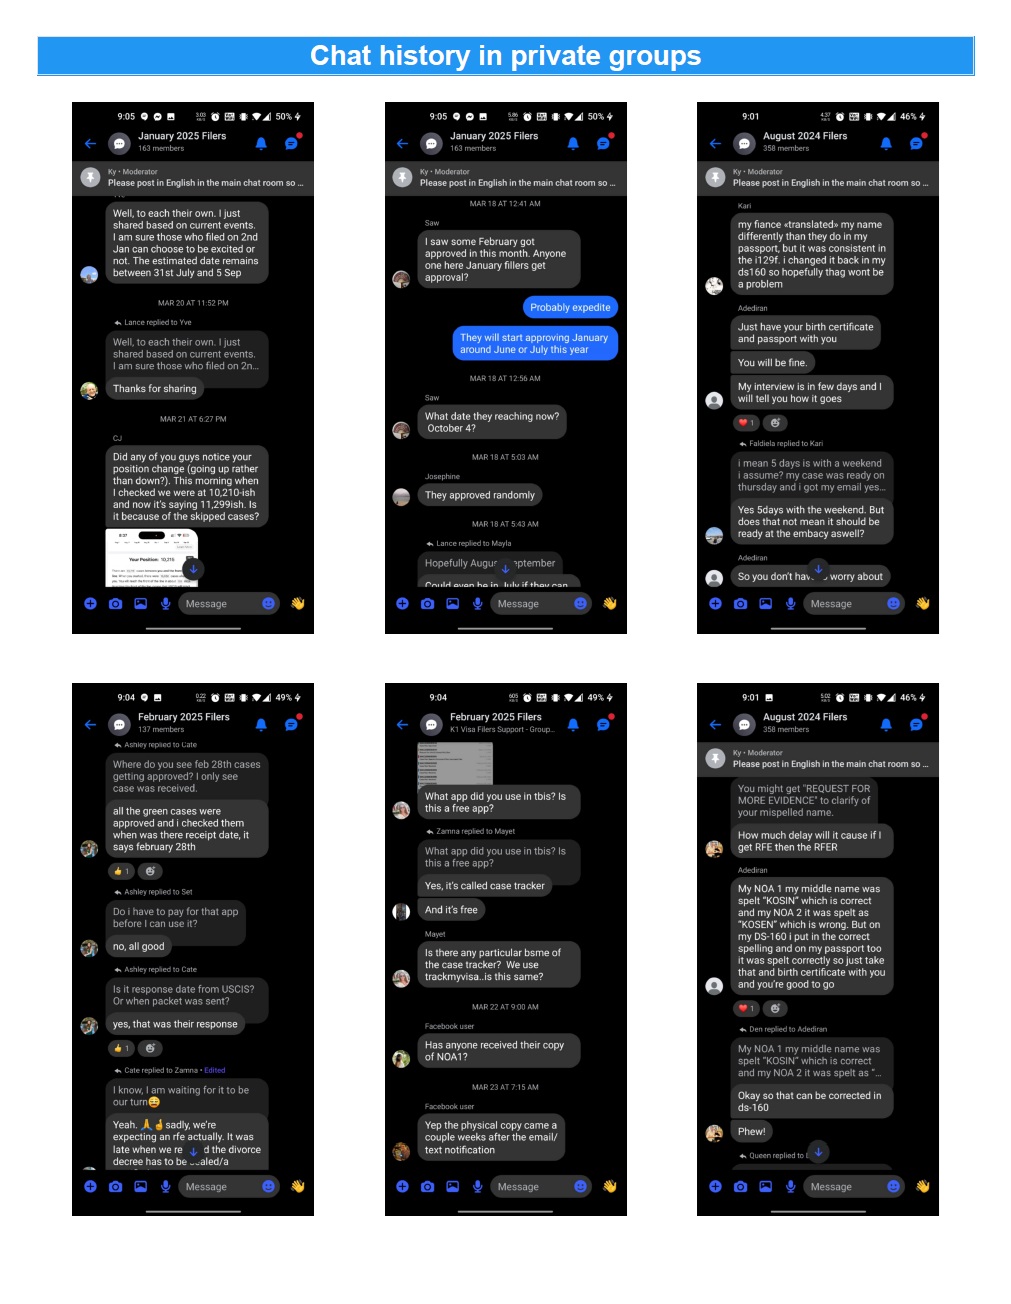 Chat history in private groups
9:05
50%
January 2025 Filers
163 members
Ky • Moderator
Please post in English in the main chat room so ...
Well, to each their own. I just
shared based on current events.
I am sure those who filed on 2nd
Jan can choose to be excited or
not. The estimated date remains
between 31st July and 5 Sep
MAR 20 AT 11:52 PM
Lance replied to Yve
Well, to each their own. I just
shared based on current events.
I am sure those who filed on 2n...
Thanks for sharing
MAR 21 AT 6:27 PM
CJ
Did any of you guys notice your
position change (going up rather
than down?). This morning when
I checked we were at 10,210-ish
and now it's saying 11,299ish. Is
it because of the skipped cases?
8:37
Your Position: 10,215
Message
9:05
50%
January 2025 Filers
163 members
Ky • Moderator
Please post in English in the main chat room so ...
MAR 18 AT 12:41 AM
Saw
I saw some February got
approved in this month. Anyone
one here January fillers get
approval?
Probably expedite
They will start approving January
around June or July this year
MAR 18 AT 12:56 AM
Saw
What date they reaching now?
October 4?
MAR 18 AT 5:03 AM
Josephine
They approved randomly
MAR 18 AT 5:43 AM
Lance replied to Mayla
Hopefully Augu eptember
Could even be in July if they can
Message
9:01
46%
August 2024 Filers
358 members
Ky • Moderator
Please post in English in the main chat room so ...
Kari
my fiance «translated» my name
differently than they do in my
passport, but it was consistent in
the i129f. i changed it back in my
ds160 so hopefully thag wont be
a problem
Adediran
Just have your birth certificate
and passport with you
You will be fine.
My interview is in few days and I
will tell you how it goes
1
Faldiela replied to Kari
i mean 5 days is with a weekend
i assume? my case was ready on
thursday and i got my email yes...
Yes 5days with the weekend. But
does that not mean it should be
ready at the embacy aswell?
Adediran
So you don't hav worry about
Message
9:04
49%
February 2025 Filers
137 members
Ashley replied to Cate
Where do you see feb 28th cases
getting approved? I only see
case was received.
all the green cases were
approved and i checked them
when was there receipt date, it
says february 28th
1
Ashley replied to Set
Do i have to pay for that app
before I can use it?
no, all good
Ashley replied to Cate
Is it response date from USCIS?
Or when packet was sent?
yes, that was their response
1
Cate replied to Zamna • Edited
I know, I am waiting for it to be
our turn😄
Yeah. 🙏🤞sadly, we're
expecting an rfe actually. It was
late when we re d the divorce
decree has to be ealed/a
Message
9:04
49%
February 2025 Filers
K1 Visa Filers Support - Group...
What app did you use in tbis? Is
this a free app?
Zamna replied to Mayet
What app did you use in tbis? Is
this a free app?
Yes, it's called case tracker
And it's free
Mayet
Is there any particular bsme of
the case tracker? We use
trackmyvisa..is this same?
MAR 22 AT 9:00 AM
Facebook user
Has anyone received their copy
of NOA1?
MAR 23 AT 7:15 AM
Facebook user
Yep the physical copy came a
couple weeks after the email/
text notification
Message
9:01
46%
August 2024 Filers
358 members
Ky • Moderator
Please post in English in the main chat room so ...
You might get "REQUEST FOR
MORE EVIDENCE" to clarify of
your mispelled name.
How much delay will it cause if I
get RFE then the RFER
Adediran
My NOA 1 my middle name was
spelt "KOSIN" which is correct
and my NOA 2 it was spelt as
"KOSEN" which is wrong. But on
my DS-160 i put in the correct
spelling and on my passport too
it was spelt correctly so just take
that and birth certificate with you
and you're good to go
1
Den replied to Adediran
My NOA 1 my middle name was
spelt "KOSIN" which is correct
and my NOA 2 it was spelt as "...
Okay so that can be corrected in
ds-160
Phew!
Queen replied to
Message